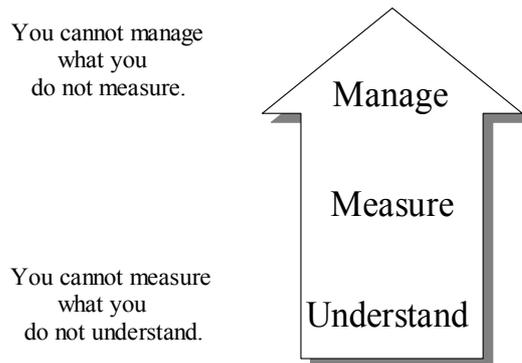 You cannot manage
what you
do not measure.
Manage
Measure
You cannot measure
what you
do not understand.
Understand